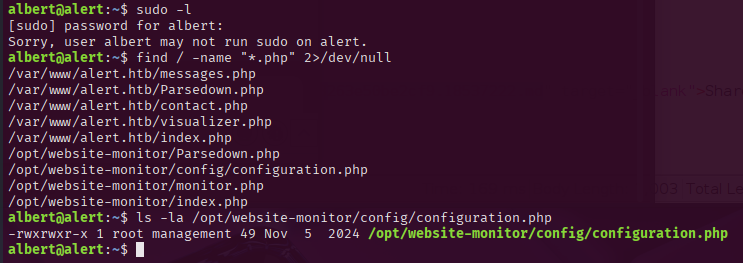 albert@alert:~$ sudo -l
[sudo] password for albert:
Sorry, user albert may not run sudo on alert.
albert@alert:~$ find / -name "*.php" 2>/dev/null
/var/www/alert.htb/messages.php
/var/www/alert.htb/Parsedown.php
/var/www/alert.htb/contact.php
/var/www/alert.htb/visualizer.php
/var/www/alert.htb/index.php
/opt/website-monitor/Parsedown.php
/opt/website-monitor/config/configuration.php
/opt/website-monitor/monitor.php
/opt/website-monitor/index.php
albert@alert:~$ ls -la /opt/website-monitor/config/configuration.php
-rwxrwxr-x 1 root management 49 Nov  5  2024 /opt/website-monitor/config/configuration.php
albert@alert:~$